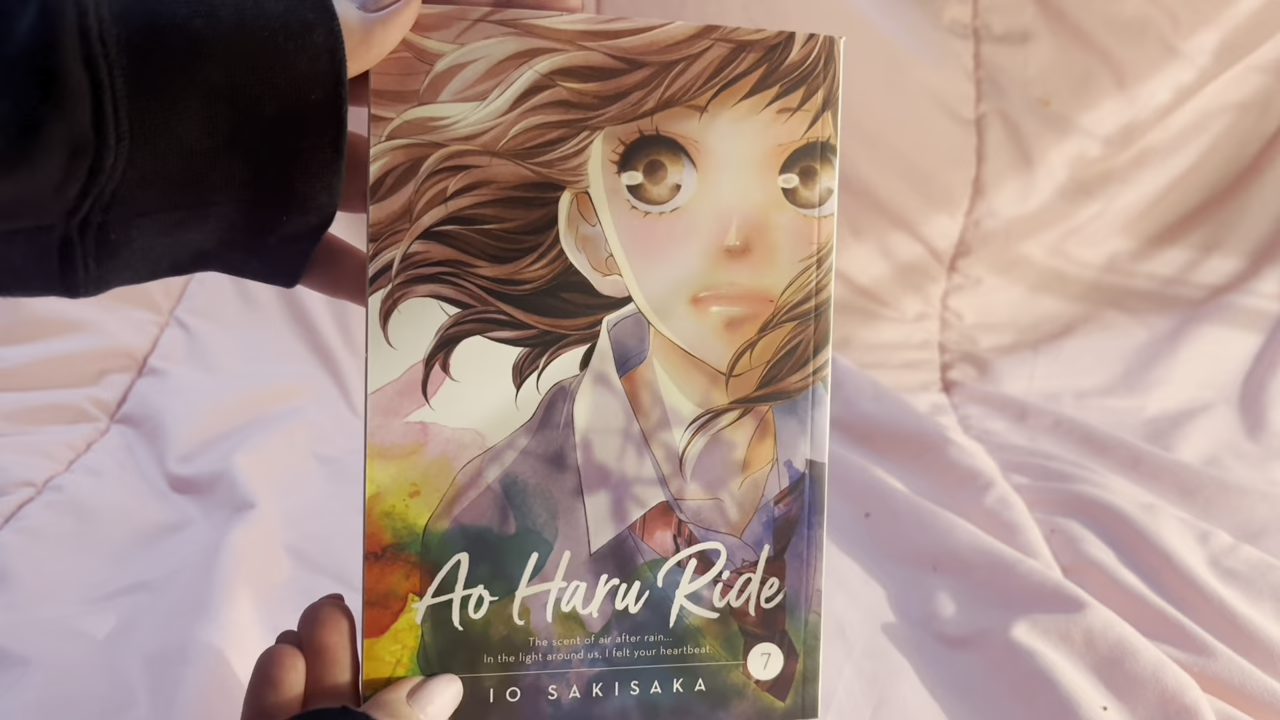 Ao Haru Ride
The scent of air after rain...
In the light around us, I felt your heartbeat.
7
IO SAKISAKA